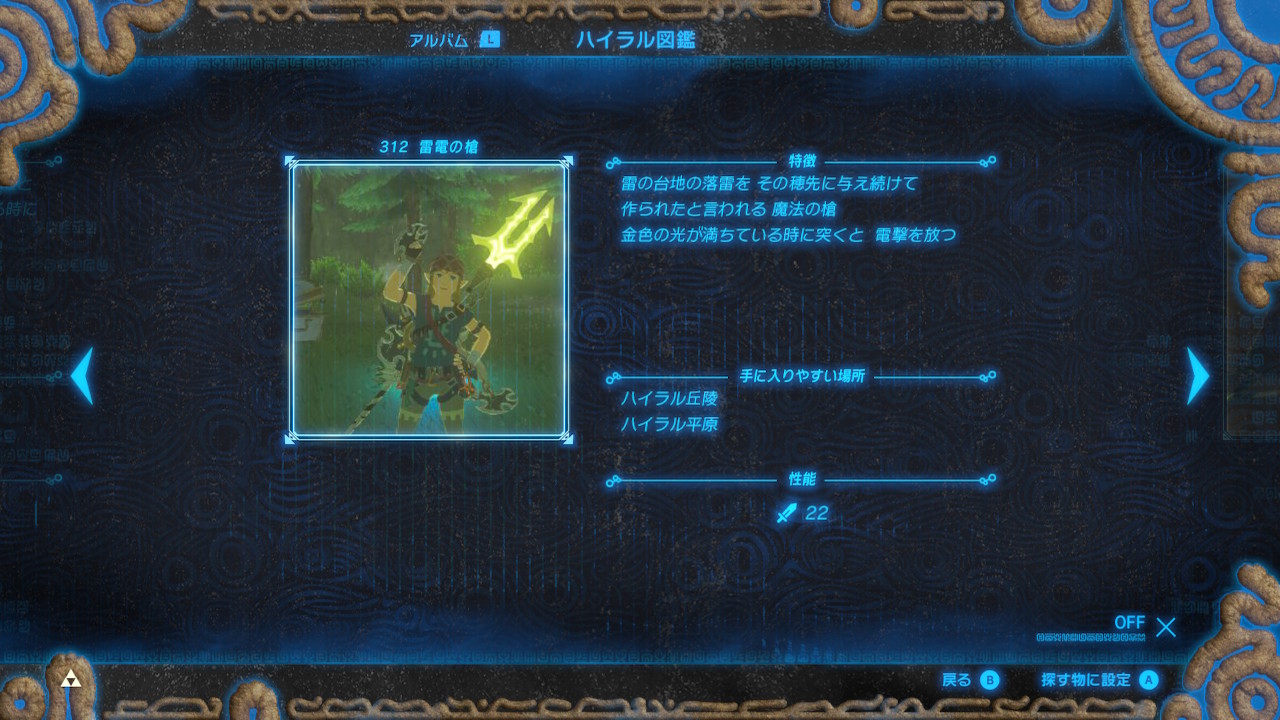 アルバム L
ハイラル図鑑
312 雷電の槍
特徴
雷の台地の落雷を その穂先に与え続けて
作られたと言われる 魔法の槍
金色の光が満ちている時に突くと 電撃を放つ
手に入りやすい場所
ハイラル丘陵
ハイラル平原
性能
22
OFF
戻る B
探す物に設定 A